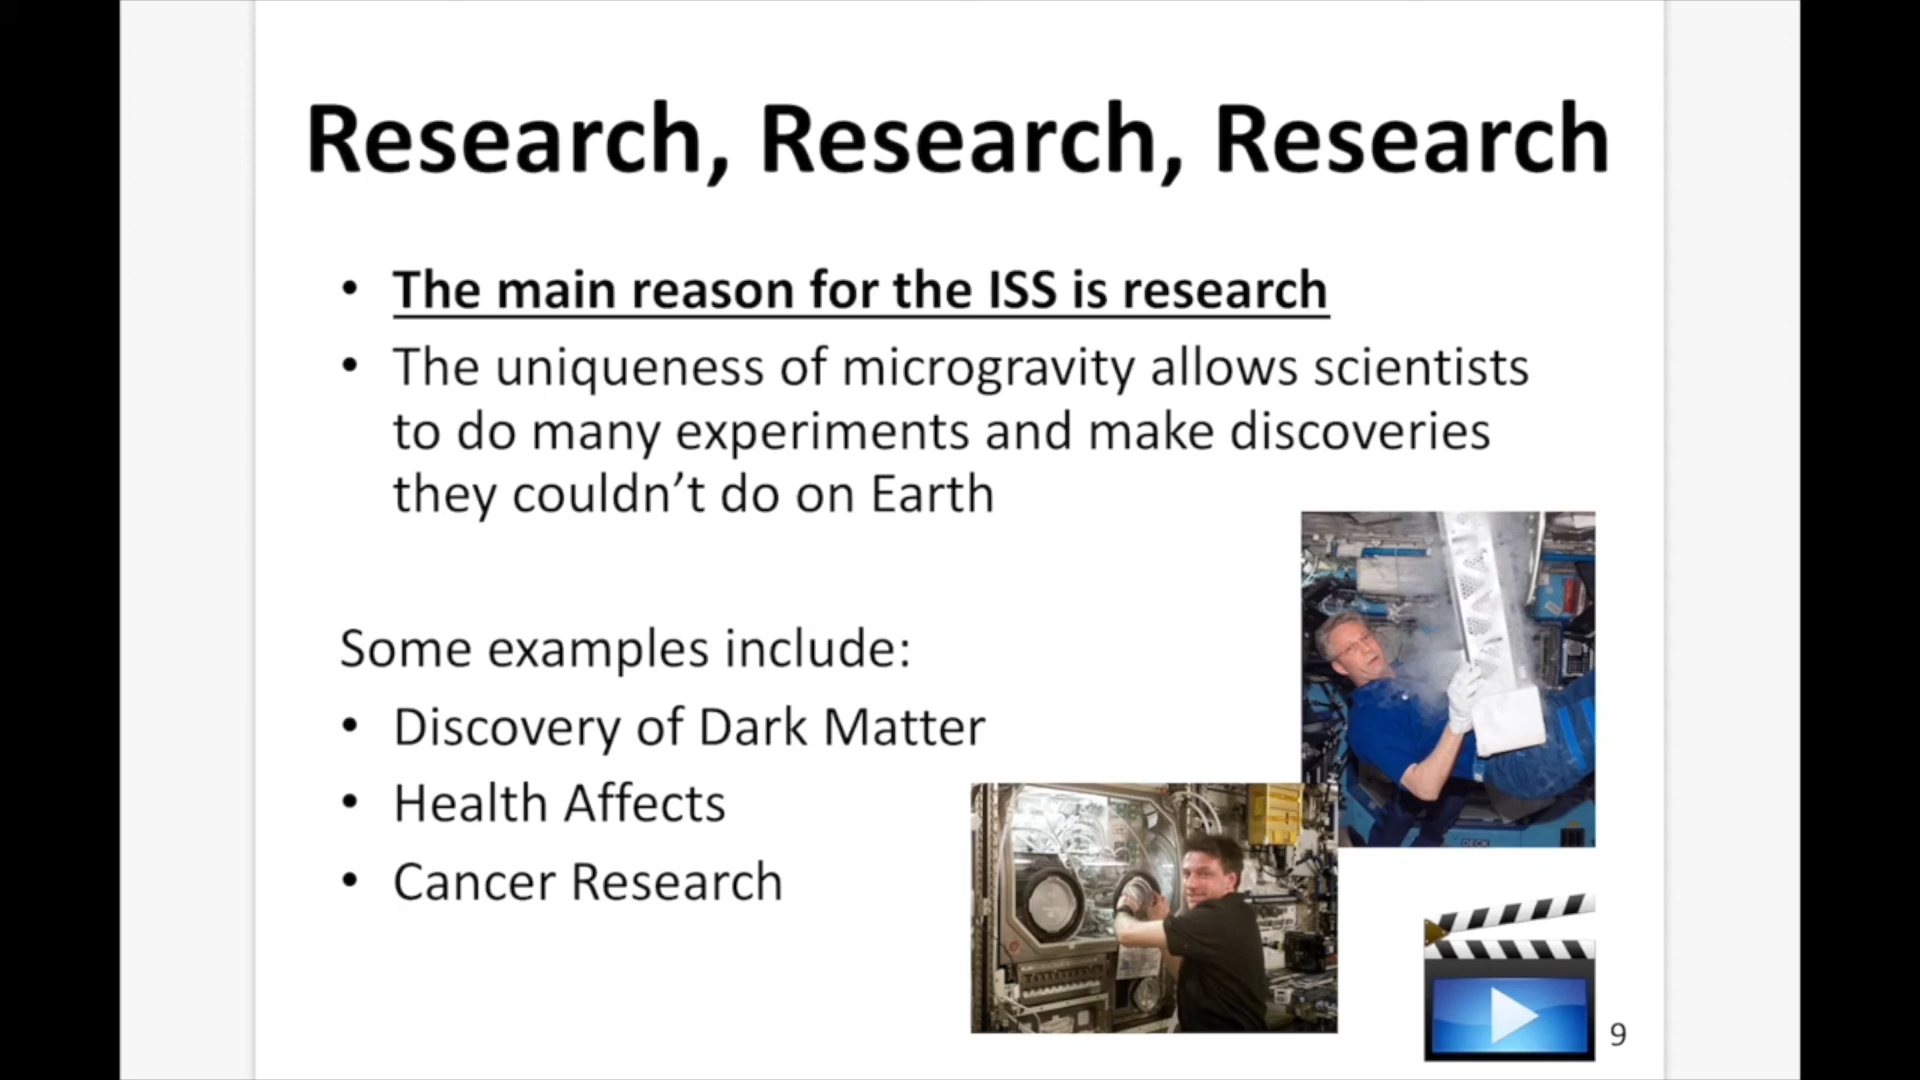 Research, Research, Research
• The main reason for the ISS is research
• The uniqueness of microgravity allows scientists
to do many experiments and make discoveries
they couldn’t do on Earth
Some examples include:
• Discovery of Dark Matter
• Health Affects
• Cancer Research
DECK
9